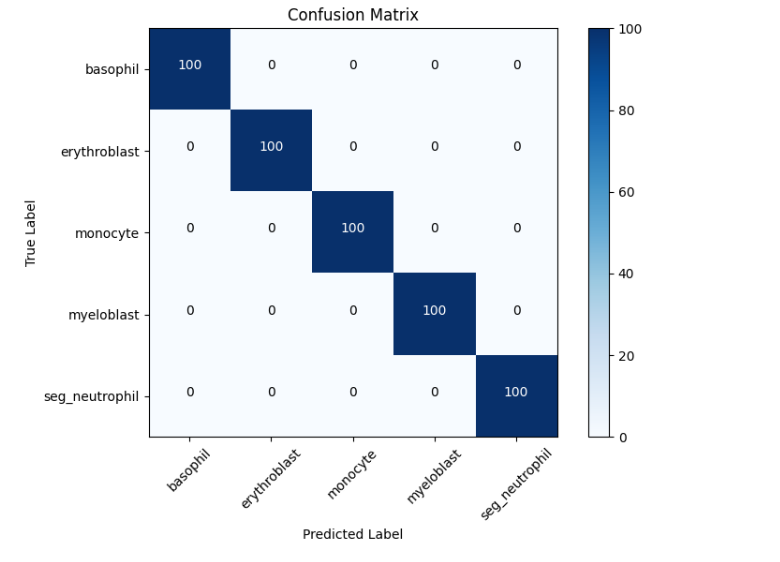 Confusion Matrix
True Label
basophil 100 0 0 0 0
erythroblast 0 100 0 0 0
monocyte 0 0 100 0 0
myeloblast 0 0 0 100 0
seg_neutrophil 0 0 0 0 100
basophil erythroblast monocyte myeloblast seg_neutrophil
Predicted Label
100
80
60
40
20
0